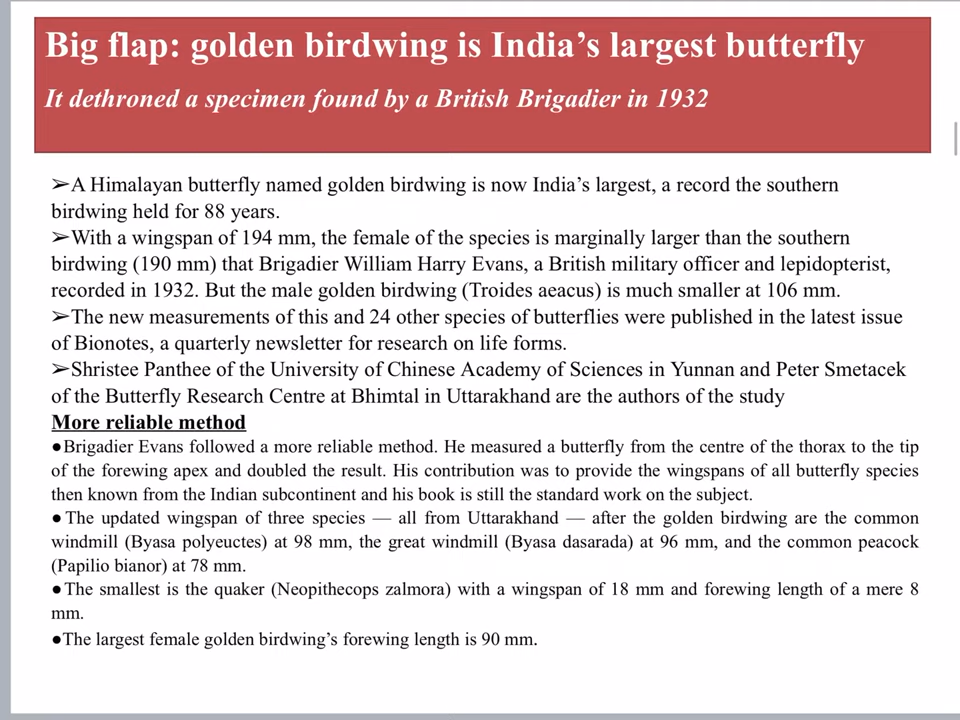 Big flap: golden birdwing is India’s largest butterfly
It dethroned a specimen found by a British Brigadier in 1932
➢A Himalayan butterfly named golden birdwing is now India’s largest, a record the southern
birdwing held for 88 years.
➢With a wingspan of 194 mm, the female of the species is marginally larger than the southern
birdwing (190 mm) that Brigadier William Harry Evans, a British military officer and lepidopterist,
recorded in 1932. But the male golden birdwing (Troides aeacus) is much smaller at 106 mm.
➢The new measurements of this and 24 other species of butterflies were published in the latest issue
of Bionotes, a quarterly newsletter for research on life forms.
➢Shristee Panthee of the University of Chinese Academy of Sciences in Yunnan and Peter Smetacek
of the Butterfly Research Centre at Bhimtal in Uttarakhand are the authors of the study
More reliable method
●Brigadier Evans followed a more reliable method. He measured a butterfly from the centre of the thorax to the tip
of the forewing apex and doubled the result. His contribution was to provide the wingspans of all butterfly species
then known from the Indian subcontinent and his book is still the standard work on the subject.
●The updated wingspan of three species — all from Uttarakhand — after the golden birdwing are the common
windmill (Byasa polyeuctes) at 98 mm, the great windmill (Byasa dasarada) at 96 mm, and the common peacock
(Papilio bianor) at 78 mm.
●The smallest is the quaker (Neopithecops zalmora) with a wingspan of 18 mm and forewing length of a mere 8
mm.
●The largest female golden birdwing’s forewing length is 90 mm.